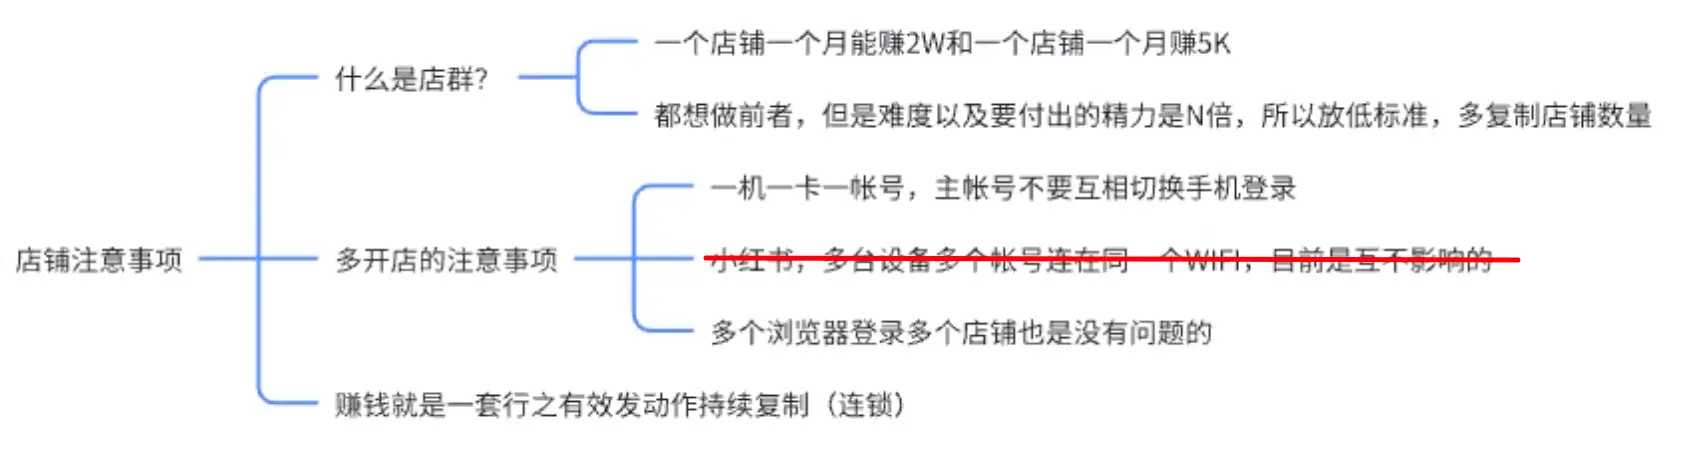 一个店铺一个月能赚2W和一个店铺一个月赚5K
什么是店群？
都想做前者，但是难度以及要付出的精力是N倍，所以放低标准，多复制店铺数量
一机一卡一帐号，主帐号不要互相切换手机登录
店铺注意事项
多开店的注意事项
小红书，多台设备多个帐号连在同一个WIFI，目前是互不影响的
多个浏览器登录多个店铺也是没有问题的
赚钱就是一套行之有效发动作持续复制（连锁）